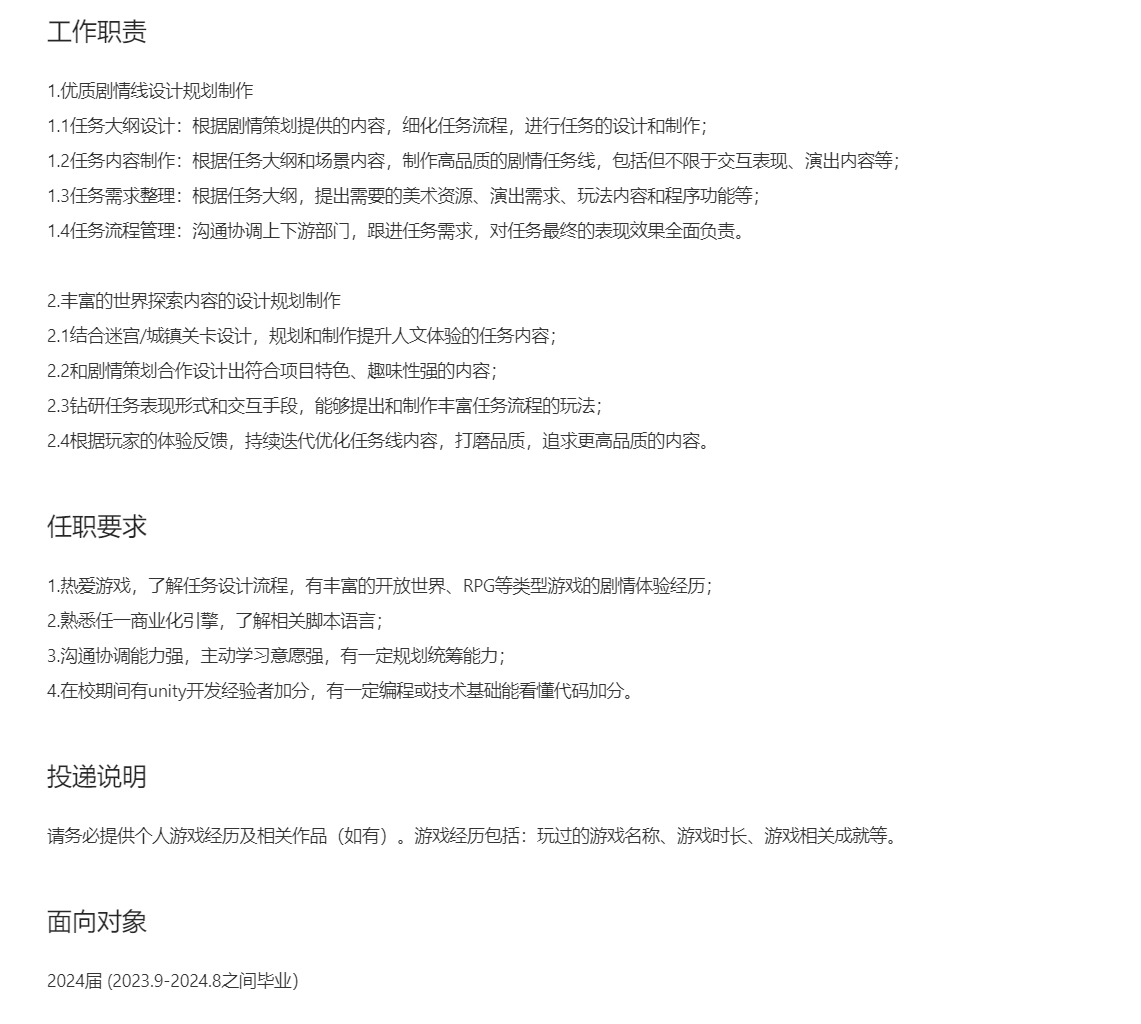 工作职责
1.优质剧情线设计规划制作
1.1任务大纲设计：根据剧情策划提供的内容，细化任务流程，进行任务的设计和制作；
1.2任务内容制作：根据任务大纲和场景内容，制作高品质的剧情任务线，包括但不限于交互表现、演出内容等；
1.3任务需求整理：根据任务大纲，提出需要的美术资源、演出需求、玩法内容和程序功能等；
1.4任务流程管理：沟通协调上下游部门，跟进任务需求，对任务最终的表现效果全面负责。
2.丰富的世界探索内容的设计规划制作
2.1结合迷宫/城镇关卡设计，规划和制作提升人文体验的任务内容；
2.2和剧情策划合作设计出符合项目特色、趣味性强的内容；
2.3钻研任务表现形式和交互手段，能够提出和制作丰富任务流程的玩法；
2.4根据玩家的体验反馈，持续迭代优化任务线内容，打磨品质，追求更高品质的内容。
任职要求
1.热爱游戏，了解任务设计流程，有丰富的开放世界、RPG等类型游戏的剧情体验经历；
2.熟悉任一商业化引擎，了解相关脚本语言；
3.沟通协调能力强，主动学习意愿强，有一定规划统筹能力；
4.在校期间有unity开发经验者加分，有一定编程或技术基础能看懂代码加分。
投递说明
请务必提供个人游戏经历及相关作品（如有）。游戏经历包括：玩过的游戏名称、游戏时长、游戏相关成就等。
面向对象
2024届 (2023.9-2024.8之间毕业)